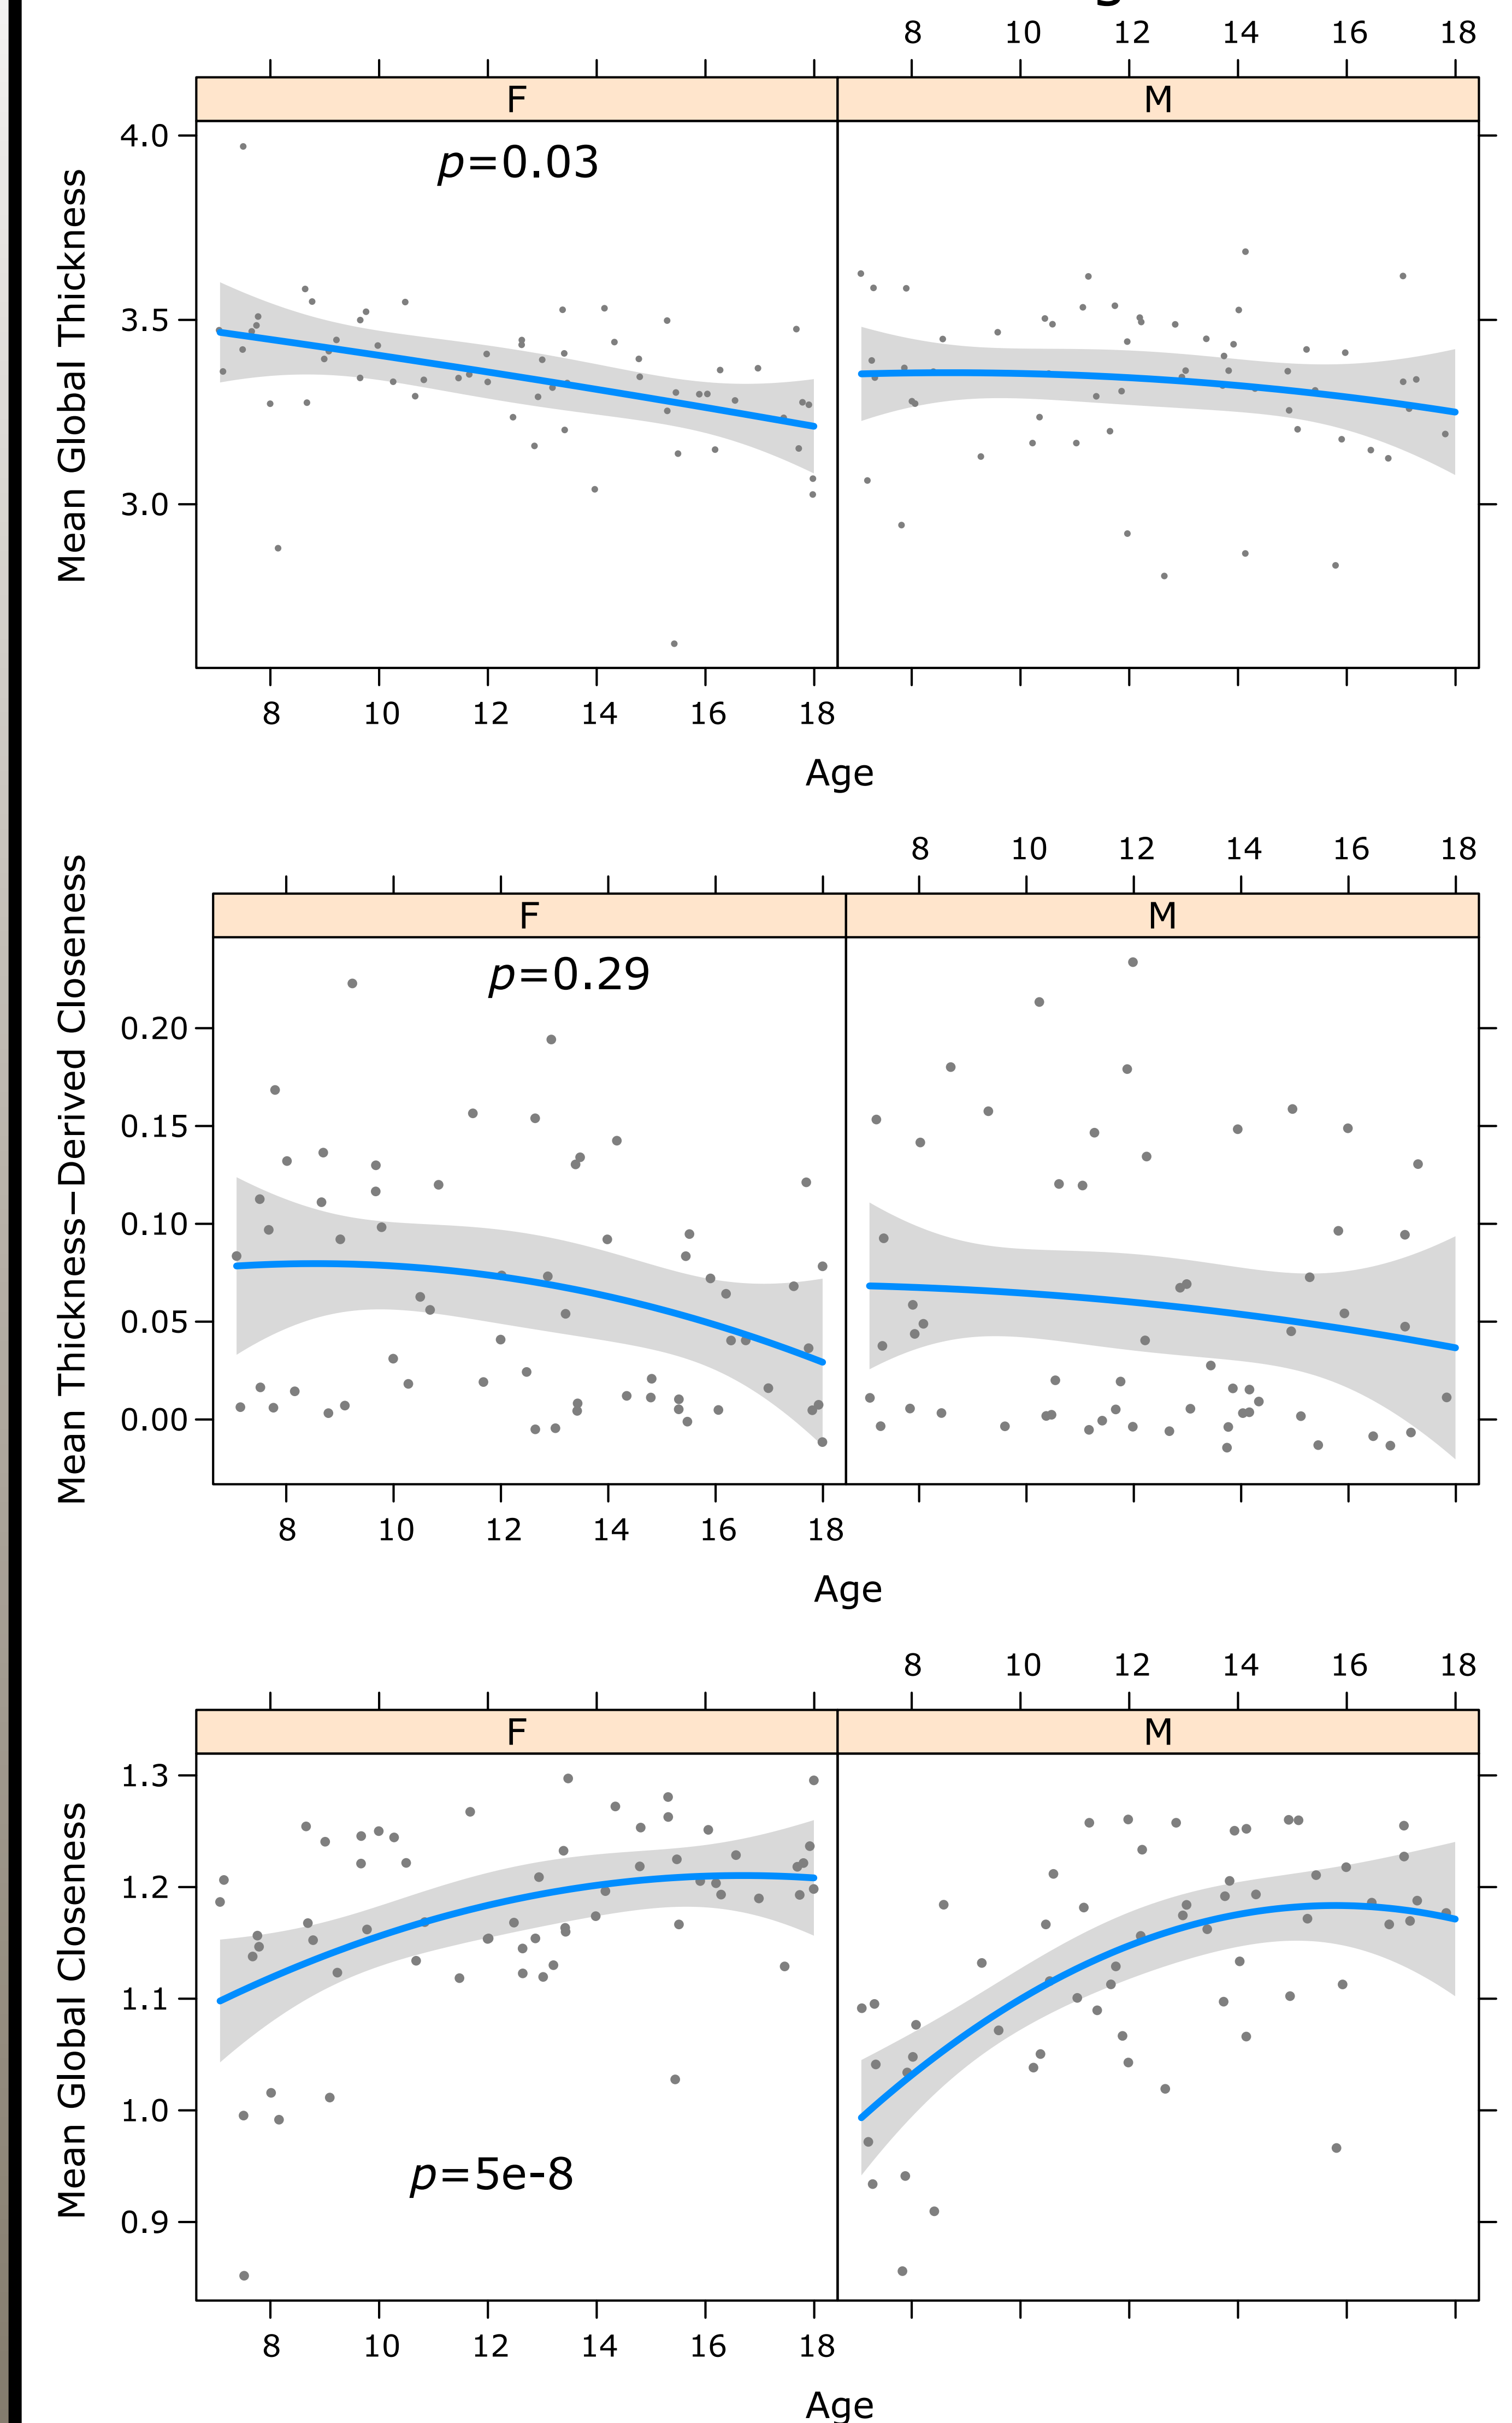 8 10 12 14 16 18
F M
4.0
3.5
3.0
Mean Global Thickness
p=0.03
8 10 12 14 16 18
Age
8 10 12 14 16 18
F M
0.20
0.15
0.10
0.05
0.00
Mean Thickness−Derived Closeness
p=0.29
8 10 12 14 16 18
Age
8 10 12 14 16 18
F M
1.3
1.2
1.1
1.0
0.9
Mean Global Closeness
p=5e-8
8 10 12 14 16 18
Age